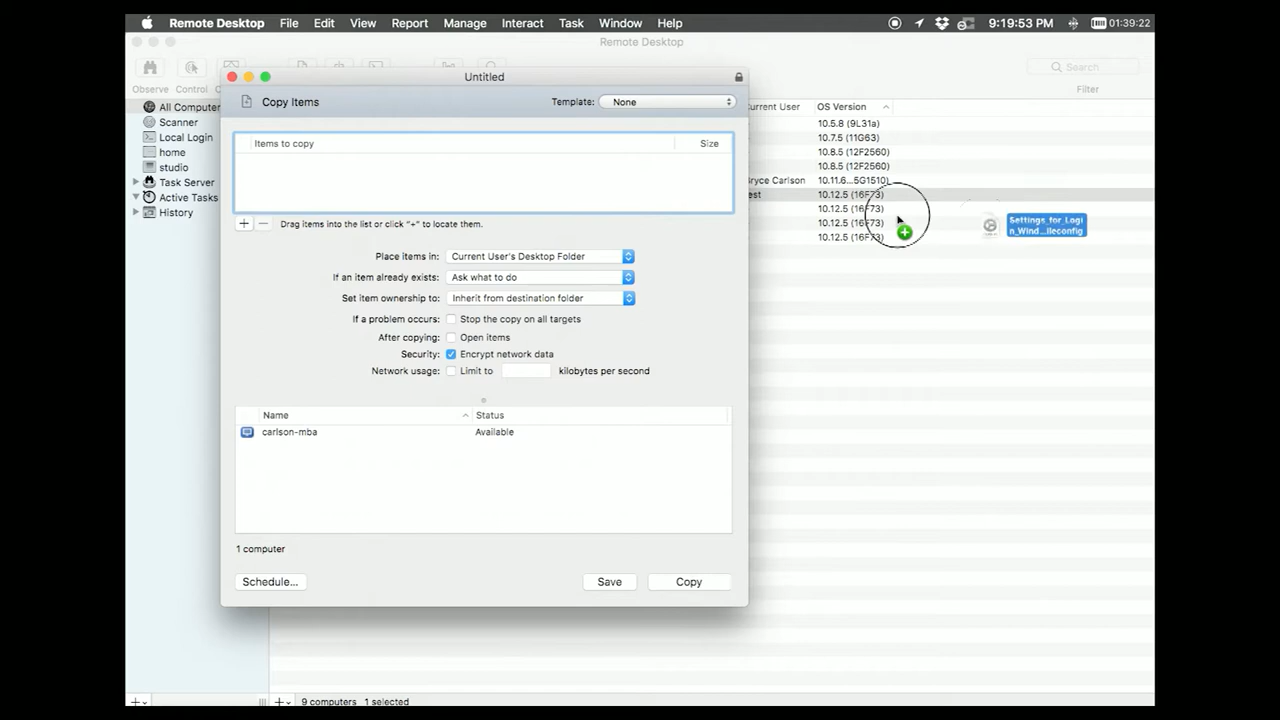 Remote Desktop File Edit View Report Manage Interact Task Window Help 9:19:53 PM 01:39:22
Remote Desktop
Untitled
Search
Observe Control
Filter
Copy Items Template: None
All Computer
Scanner
Local Login
home
studio
Task Server
Active Tasks
History
Current User OS Version
10.5.8 (9L31a)
10.7.5 (11G63)
10.8.5 (12F2560)
10.8.5 (12F2560)
Bryce Carlson 10.11.6...5G1510)
est 10.12.5 (16F73)
10.12.5 (16F73)
10.12.5 (16F73)
10.12.5 (16F73)
Settings_for_Logi
n_Wind...ileconfig
Items to copy Size
Drag items into the list or click "+" to locate them.
Place items in: Current User's Desktop Folder
If an item already exists: Ask what to do
Set item ownership to: Inherit from destination folder
If a problem occurs: Stop the copy on all targets
After copying: Open items
Security: Encrypt network data
Network usage: Limit to kilobytes per second
Name Status
carlson-mba Available
1 computer
Schedule... Save Copy
9 computers 1 selected